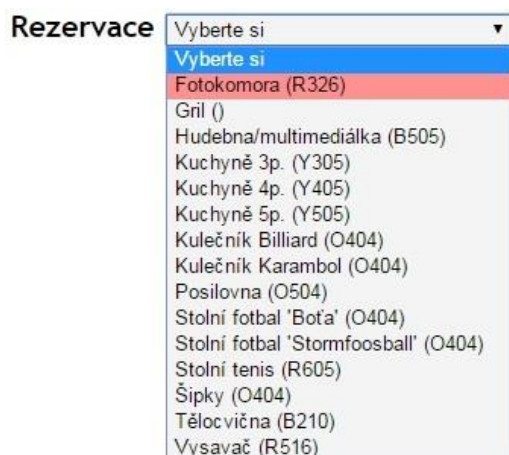 Rezervace Vyberte si
Vyberte si
Fotokomora (R326)
Gril ()
Hudebna/multimediálka (B505)
Kuchyně 3p. (Y305)
Kuchyně 4p. (Y405)
Kuchyně 5p. (Y505)
Kulečník Billiard (O404)
Kulečník Karambol (O404)
Posilovna (O504)
Stolní fotbal 'Boťa' (O404)
Stolní fotbal 'Stormfoosball' (O404)
Stolní tenis (R605)
Šipky (O404)
Tělocvična (B210)
Vysavač (R516)